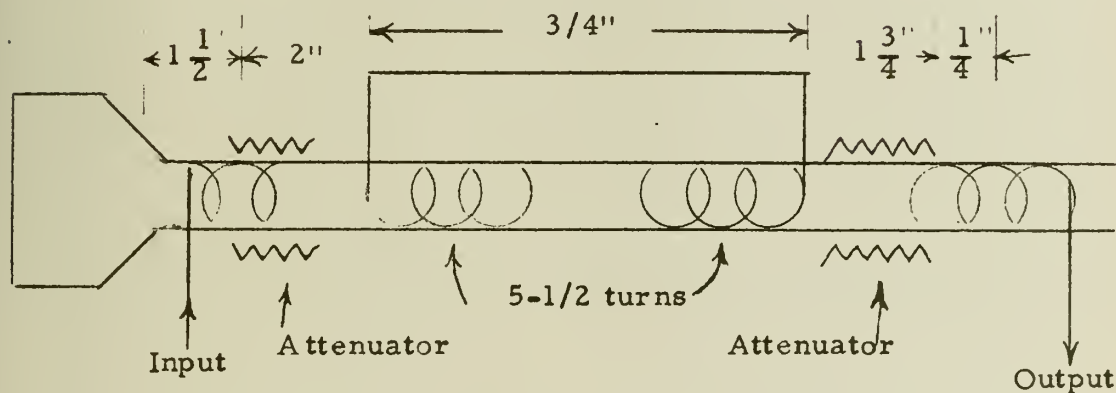 3/4"
1 1/2" 2" 1 3/4" 1/4"
5-1/2 turns
Attenuator Attenuator
Input Output